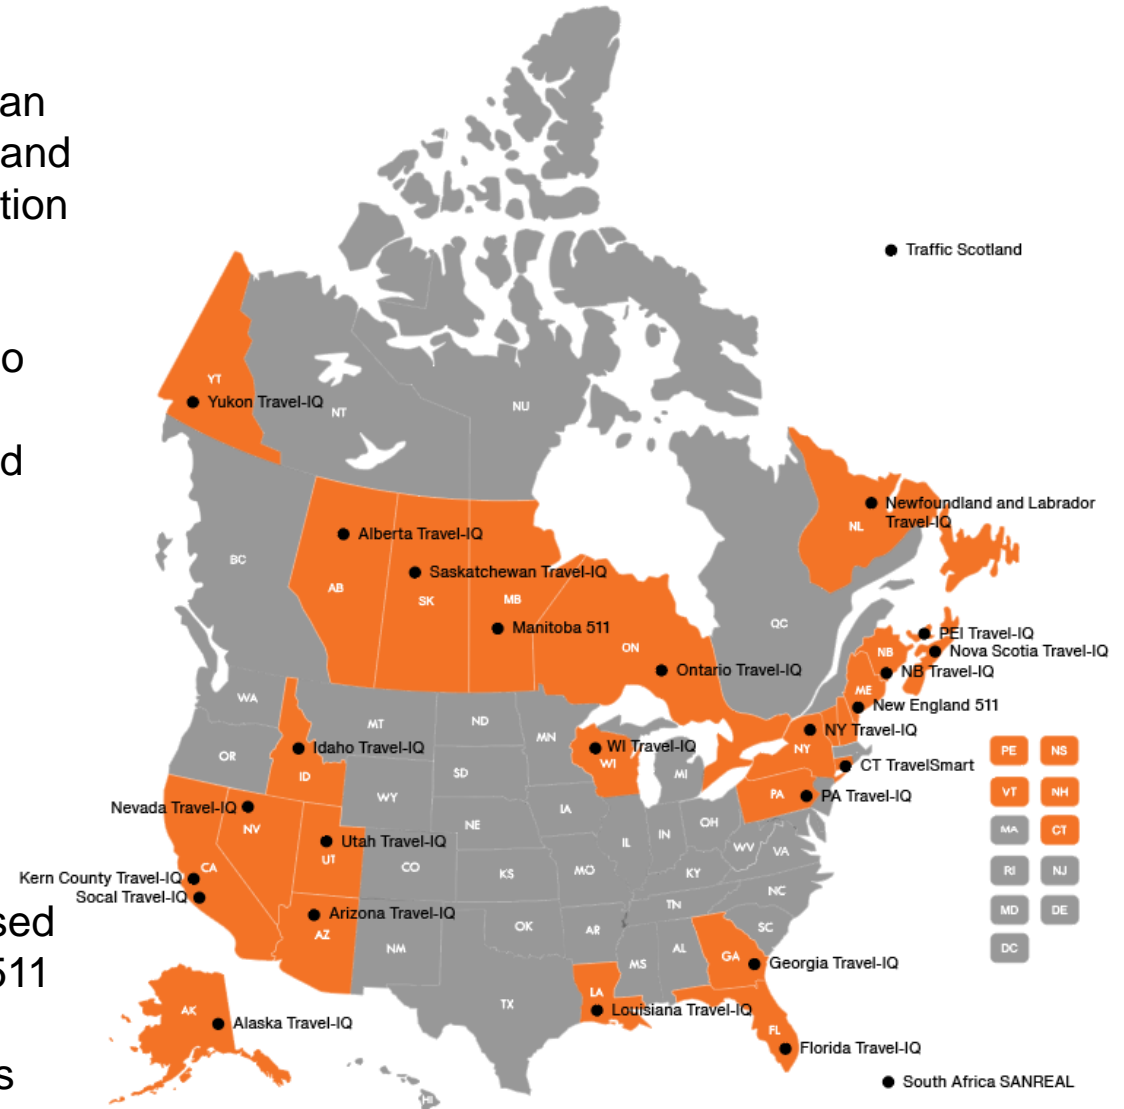 an
and
tion
o
d
sed
511
s
Traffic Scotland
YT
Yukon Travel-IQ
NT
NU
Newfoundland and Labrador
Travel-IQ
NL
Alberta Travel-IQ
BC
Saskatchewan Travel-IQ
AB
SK
MB
Manitoba 511
QC
ON
PEI Travel-IQ
NB
Nova Scotia Travel-IQ
Ontario Travel-IQ
NB Travel-IQ
ME
WA
New England 511
MT
ND
NY Travel-IQ
MN
Idaho Travel-IQ
WI Travel-IQ
NY
OR
WI
CT TravelSmart
ID
SD
MI
PA
PA Travel-IQ
WY
Nevada Travel-IQ
IA
NV
NE
OH
Utah Travel-IQ
IL
IN
WV
VA
UT
CA
CO
KS
MO
KY
Kern County Travel-IQ
NC
Socal Travel-IQ
TN
Arizona Travel-IQ
OK
AR
SC
AZ
NM
MS
AL
GA
Georgia Travel-IQ
LA
TX
Louisiana Travel-IQ
AK
Alaska Travel-IQ
FL
Florida Travel-IQ
HI
South Africa SANREAL
PE
NS
VT
NH
MA
CT
RI
NJ
MD
DE
DC